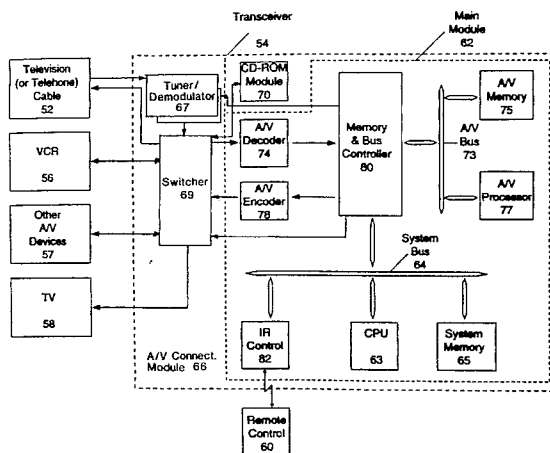 Transceiver
54
Main
Module
62
Television
(or Telehone)
Cable
52
Tuner/
Demodulator
67
CD-ROM
Module
70
A/V
Memory
75
VCR
56
Switcher
69
A/V
Decoder
74
Memory
& Bus
Controller
80
A/V
Bus
73
Other
A/V
Devices
57
A/V
Encoder
78
A/V
Processor
77
TV
58
System
Bus
64
A/V Connect.
Module 66
IR
Control
82
CPU
63
System
Memory
65
Remote
Control
60